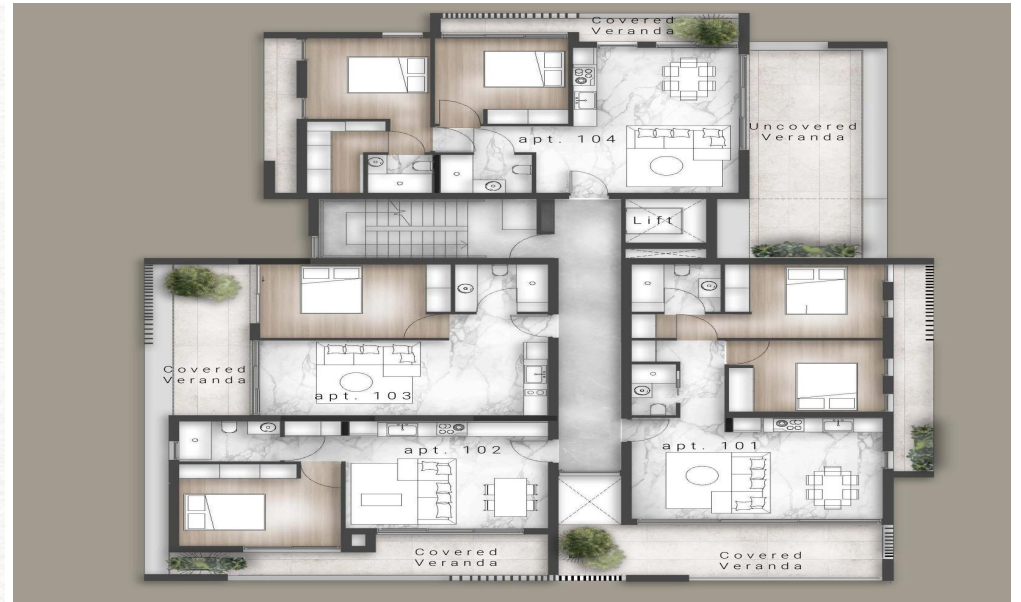 Covered
Veranda
Uncovered
Veranda
apt. 104
Lift
Covered
Veranda
apt. 103
apt. 102
apt. 101
Covered
Veranda
Covered
Veranda